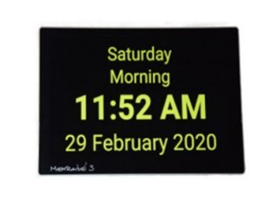 Saturday
Morning
11:52 AM
29 February 2020
MemRabel 3